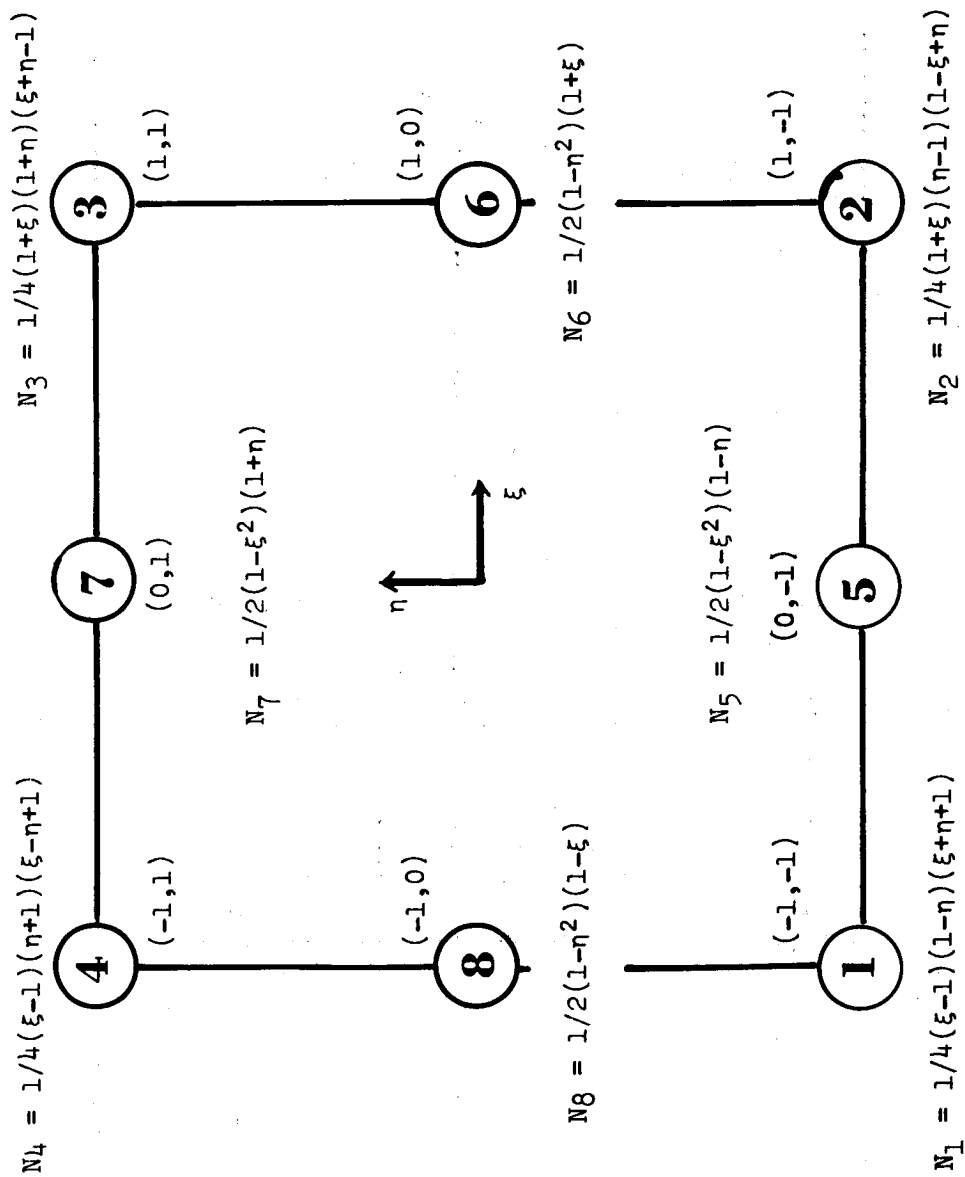 N₄ = 1/4(ξ-1)(η+1)(ξ-η+1)
N₃ = 1/4(1+ξ)(1+η)(ξ+η-1)
4
7
3
(-1,1)
(0,1)
(1,1)
N₇ = 1/2(1-ξ²)(1+η)
(-1,0)
(1,0)
η
8
6
ξ
N₈ = 1/2(1-η²)(1-ξ)
N₆ = 1/2(1-η²)(1+ξ)
N₅ = 1/2(1-ξ²)(1-η)
(-1,-1)
(0,-1)
(1,-1)
1
5
2
N₁ = 1/4(ξ-1)(1-η)(ξ+η+1)
N₂ = 1/4(1+ξ)(η-1)(1-ξ+η)